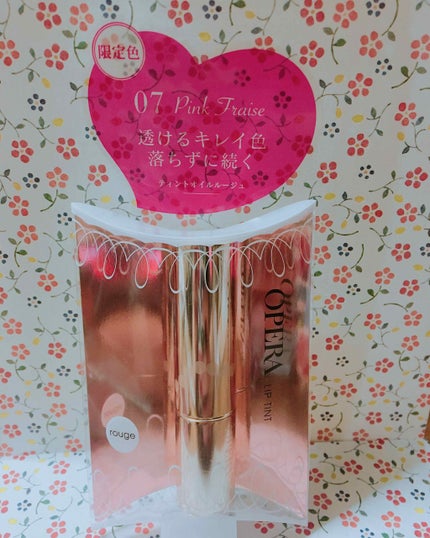 限定色
07 Pink Fraise
透けるキレイ色
落ちずに続く
ティントオイルルージュ
OPERA
LIP TINT
rouge